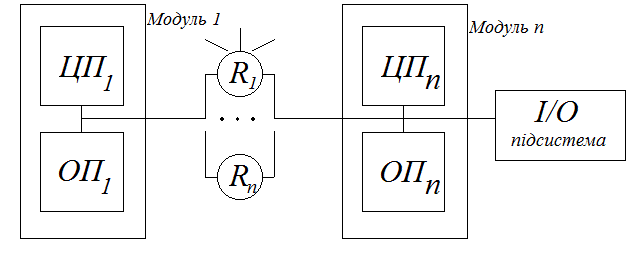 Модуль 1
ЦП1
ОП1
R1
. . .
Rn
Модуль n
ЦПn
ОПn
I/O
підсистема